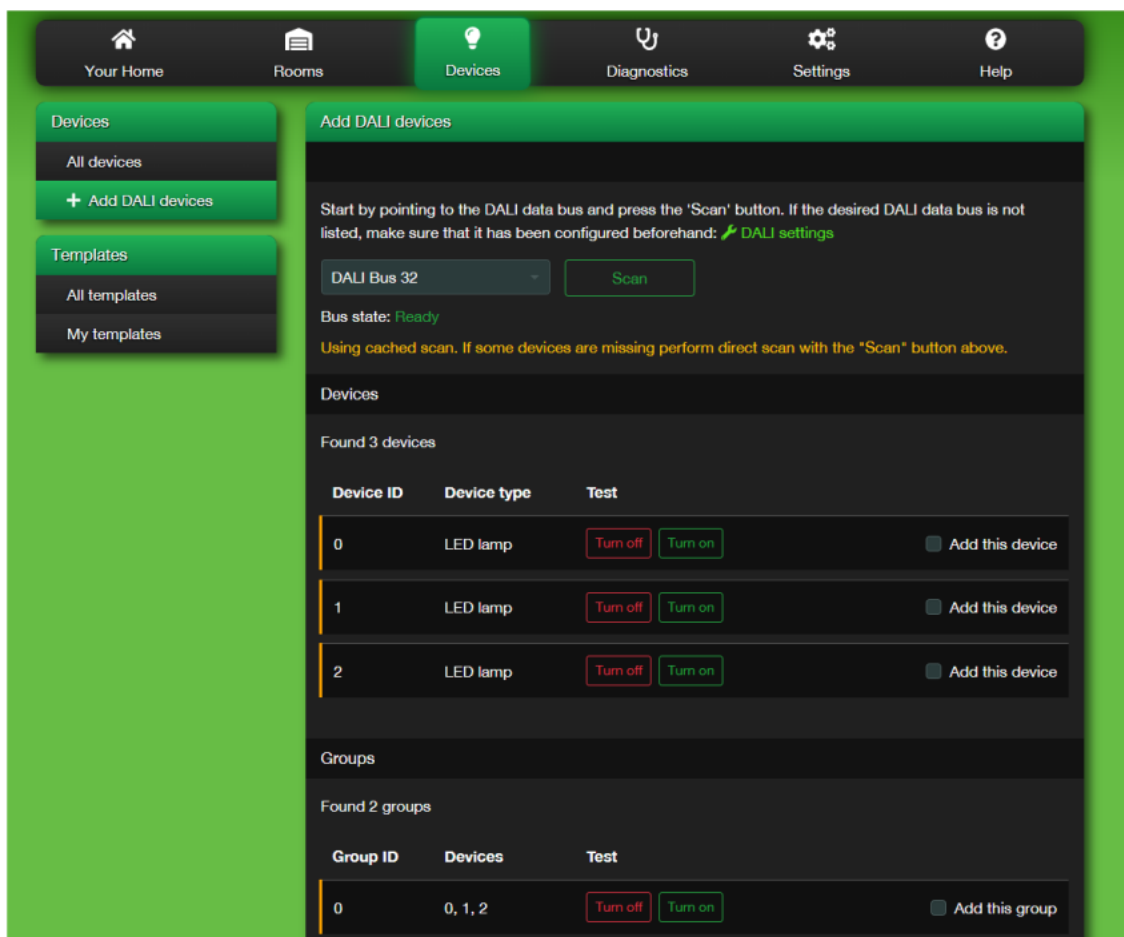 Your Home
Rooms
Devices
Diagnostics
Settings
Help
Devices
All devices
Add DALI devices
Templates
All templates
My templates
Add DALI devices
Start by pointing to the DALI data bus and press the 'Scan' button. If the desired DALI data bus is not
listed, make sure that it has been configured beforehand: DALI settings
DALI Bus 32
Scan
Bus state: Ready
Using cached scan. If some devices are missing perform direct scan with the "Scan" button above.
Devices
Found 3 devices
Device ID Device type Test
0 LED lamp Turn off Turn on Add this device
1 LED lamp Turn off Turn on Add this device
2 LED lamp Turn off Turn on Add this device
Groups
Found 2 groups
Group ID Devices Test
0 0, 1, 2 Turn off Turn on Add this group